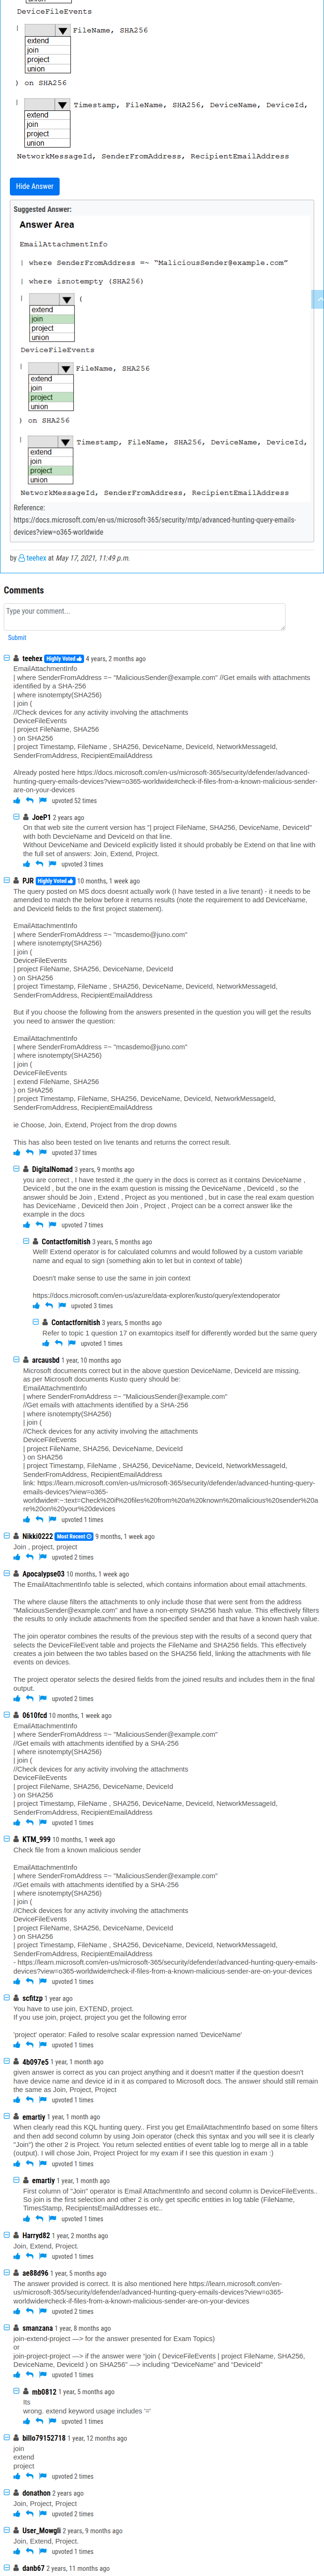 DeviceFileEvents
|
FileName, SHA256
extend
join
project
union
) on SHA256
|
Timestamp, FileName, SHA256, DeviceName, DeviceId,
extend
join
project
union
NetworkMessageId, SenderFromAddress, RecipientEmailAddress
Hide Answer
Suggested Answer:
Answer Area
EmailAttachmentInfo
| where SenderFromAddress =~ "MaliciousSender@example.com"
| where isnotempty (SHA256)
|
(
extend
join
project
union
DeviceFileEvents
|
FileName, SHA256
extend
join
project
union
) on SHA256
|
Timestamp, FileName, SHA256, DeviceName, DeviceId,
extend
join
project
union
NetworkMessageId, SenderFromAddress, RecipientEmailAddress
Reference:
https://docs.microsoft.com/en-us/microsoft-365/security/mtp/advanced-hunting-query-emails-
devices?view=o365-worldwide
by teehex at May 17, 2021, 11:49 p.m.
Comments
Type your comment...
Submit
teehex Highly Voted 4 years, 2 months ago
EmailAttachmentInfo
| where SenderFromAddress =~ "MaliciousSender@example.com" //Get emails with attachments
identified by a SHA-256
| where isnotempty(SHA256)
| join (
//Check devices for any activity involving the attachments
DeviceFileEvents
| project FileName, SHA256
) on SHA256
| project Timestamp, FileName , SHA256, DeviceName, DeviceId, NetworkMessageId,
SenderFromAddress, RecipientEmailAddress
Already posted here https://docs.microsoft.com/en-us/microsoft-365/security/defender/advanced-
hunting-query-emails-devices?view=o365-worldwide#check-if-files-from-a-known-malicious-sender-
are-on-your-devices
upvoted 52 times
JoeP1 2 years ago
On that web site the current version has "| project FileName, SHA256, DeviceName, DeviceId"
with both DeviceName and DeviceId on that line.
Without DeviceName and DeviceId explicitly listed it should probably be Extend on that line with
the full set of answers: Join, Extend, Project.
upvoted 3 times
PJR Highly Voted 10 months, 1 week ago
The query posted on MS docs doesnt actually work (I have tested in a live tenant) - it needs to be
amended to match the below before it returns results (note the requirement to add DeviceName,
and DeviceId fields to the first project statement).
EmailAttachmentInfo
| where SenderFromAddress =~ "mcasdemo@juno.com"
| where isnotempty(SHA256)
| join (
DeviceFileEvents
| project FileName, SHA256, DeviceName, DeviceId
) on SHA256
| project Timestamp, FileName , SHA256, DeviceName, DeviceId, NetworkMessageId,
SenderFromAddress, RecipientEmailAddress
But if you choose the following from the answers presented in the question you will get the results
you need to answer the question:
EmailAttachmentInfo
| where SenderFromAddress =~ "mcasdemo@juno.com"
| where isnotempty(SHA256)
| join (
DeviceFileEvents
| extend FileName, SHA256
) on SHA256
| project Timestamp, FileName, SHA256, DeviceName, DeviceId, NetworkMessageId,
SenderFromAddress, RecipientEmailAddress
ie Choose, Join, Extend, Project from the drop downs
This has also been tested on live tenants and returns the correct result.
upvoted 37 times
DigitalNomad 3 years, 9 months ago
you are correct , I have tested it ,the query in the docs is correct as it contains DeviceName ,
DeviceId , but the one in the exam question is missing the DeviceName , DeviceId , so the
answer should be Join , Extend , Project as you mentioned , but in case the real exam question
has DeviceName , DeviceId then Join , Project , Project can be a correct answer like the
example in the docs
upvoted 7 times
Contactfornitish 3 years, 5 months ago
Well! Extend operator is for calculated columns and would followed by a custom variable
name and equal to sign (something akin to let but in context of table)
Doesn't make sense to use the same in join context
https://docs.microsoft.com/en-us/azure/data-explorer/kusto/query/extendoperator
upvoted 3 times
Contactfornitish 3 years, 5 months ago
Refer to topic 1 question 17 on examtopics itself for differently worded but the same query
upvoted 1 times
arcausbd 1 year, 10 months ago
Microsoft documents correct but in the above question DeviceName, DeviceId are missing.
as per Microsoft documents Kusto query should be:
EmailAttachmentInfo
| where SenderFromAddress =~ "MaliciousSender@example.com"
//Get emails with attachments identified by a SHA-256
| where isnotempty(SHA256)
| join (
//Check devices for any activity involving the attachments
DeviceFileEvents
| project FileName, SHA256, DeviceName, DeviceId
) on SHA256
| project Timestamp, FileName , SHA256, DeviceName, DeviceId, NetworkMessageId,
SenderFromAddress, RecipientEmailAddress
link: https://learn.microsoft.com/en-us/microsoft-365/security/defender/advanced-hunting-query-
emails-devices?view=o365-
worldwide#:~:text=Check%20if%20files%20from%20a%20known%20malicious%20sender%20a
re%20on%20your%20devices
upvoted 1 times
Nikki0222 Most Recent 9 months, 1 week ago
Join , project, project
upvoted 2 times
Apocalypse03 10 months, 1 week ago
The EmailAttachmentInfo table is selected, which contains information about email attachments.
The where clause filters the attachments to only include those that were sent from the address
"MaliciousSender@example.com" and have a non-empty SHA256 hash value. This effectively filters
the results to only include attachments from the specified sender and that have a known hash value.
The join operator combines the results of the previous step with the results of a second query that
selects the DeviceFileEvent table and projects the FileName and SHA256 fields. This effectively
creates a join between the two tables based on the SHA256 field, linking the attachments with file
events on devices.
The project operator selects the desired fields from the joined results and includes them in the final
output.
upvoted 2 times
0610fcd 10 months, 1 week ago
EmailAttachmentInfo
| where SenderFromAddress =~ "MaliciousSender@example.com"
//Get emails with attachments identified by a SHA-256
| where isnotempty(SHA256)
| join (
//Check devices for any activity involving the attachments
DeviceFileEvents
| project FileName, SHA256, DeviceName, DeviceId
) on SHA256
| project Timestamp, FileName , SHA256, DeviceName, DeviceId, NetworkMessageId,
SenderFromAddress, RecipientEmailAddress
upvoted 1 times
KTM_999 10 months, 1 week ago
Check file from a known malicious sender
EmailAttachmentInfo
| where SenderFromAddress =~ "MaliciousSender@example.com"
//Get emails with attachments identified by a SHA-256
| where isnotempty(SHA256)
| join (
//Check devices for any activity involving the attachments
DeviceFileEvents
| project FileName, SHA256, DeviceName, DeviceId
) on SHA256
| project Timestamp, FileName , SHA256, DeviceName, DeviceId, NetworkMessageId,
SenderFromAddress, RecipientEmailAddress
- https://learn.microsoft.com/en-us/microsoft-365/security/defender/advanced-hunting-query-emails-
devices?view=o365-worldwide#check-if-files-from-a-known-malicious-sender-are-on-your-devices
upvoted 1 times
scfitzp 1 year ago
You have to use join, EXTEND, project.
If you use join, project, project you get the following error
'project' operator: Failed to resolve scalar expression named 'DeviceName'
upvoted 1 times
4b097e5 1 year, 1 month ago
given answer is correct as you can project anything and it doesn't matter if the question doesn't
have device name and deviced id in it as compared to Microsoft docs. The answer should still remain
the same as Join, Project, Project
upvoted 1 times
emartiy 1 year, 1 month ago
When clearly read this KQL hunting query.. First you get EmailAttachmentInfo based on some filters
and then add second column by using Join operator (check this syntax and you will see it is clearly
"Join") the other 2 is Project. You return selected entities of event table log to merge all in a table
(output). I will chose Join, Project Project for my exam if I see this question in exam :)
upvoted 1 times
emartiy 1 year, 1 month ago
First column of "Join" operator is Email AttachmentInfo and second column is DeviceFileEvents..
So join is the first selection and other 2 is only get specific entities in log table (FileName,
TimesStamp, RecipientsEmailAddresses etc..
upvoted 1 times
Harryd82 1 year, 2 months ago
Join, Extend, Project.
upvoted 1 times
ae88d96 1 year, 5 months ago
The answer provided is correct. It is also mentioned here https://learn.microsoft.com/en-
us/microsoft-365/security/defender/advanced-hunting-query-emails-devices?view=o365-
worldwide#check-if-files-from-a-known-malicious-sender-are-on-your-devices
upvoted 2 times
smanzana 1 year, 8 months ago
join-extend-project —> for the answer presented for Exam Topics)
or
join-project-project —> if the answer were "join ( DeviceFileEvents | project FileName, SHA256,
DeviceName, DeviceId ) on SHA256" —> including "DeviceName" and "DeviceId"
upvoted 1 times
mb0812 1 year, 5 months ago
Its
wrong. extend keyword usage includes '='
upvoted 1 times
billo79152718 1 year, 12 months ago
join
extend
project
upvoted 2 times
donathon 2 years ago
Join, Project, Project
upvoted 2 times
User_Mowgli 2 years, 9 months ago
Join, Extend, Project.
upvoted 1 times
danb67 2 years, 11 months ago